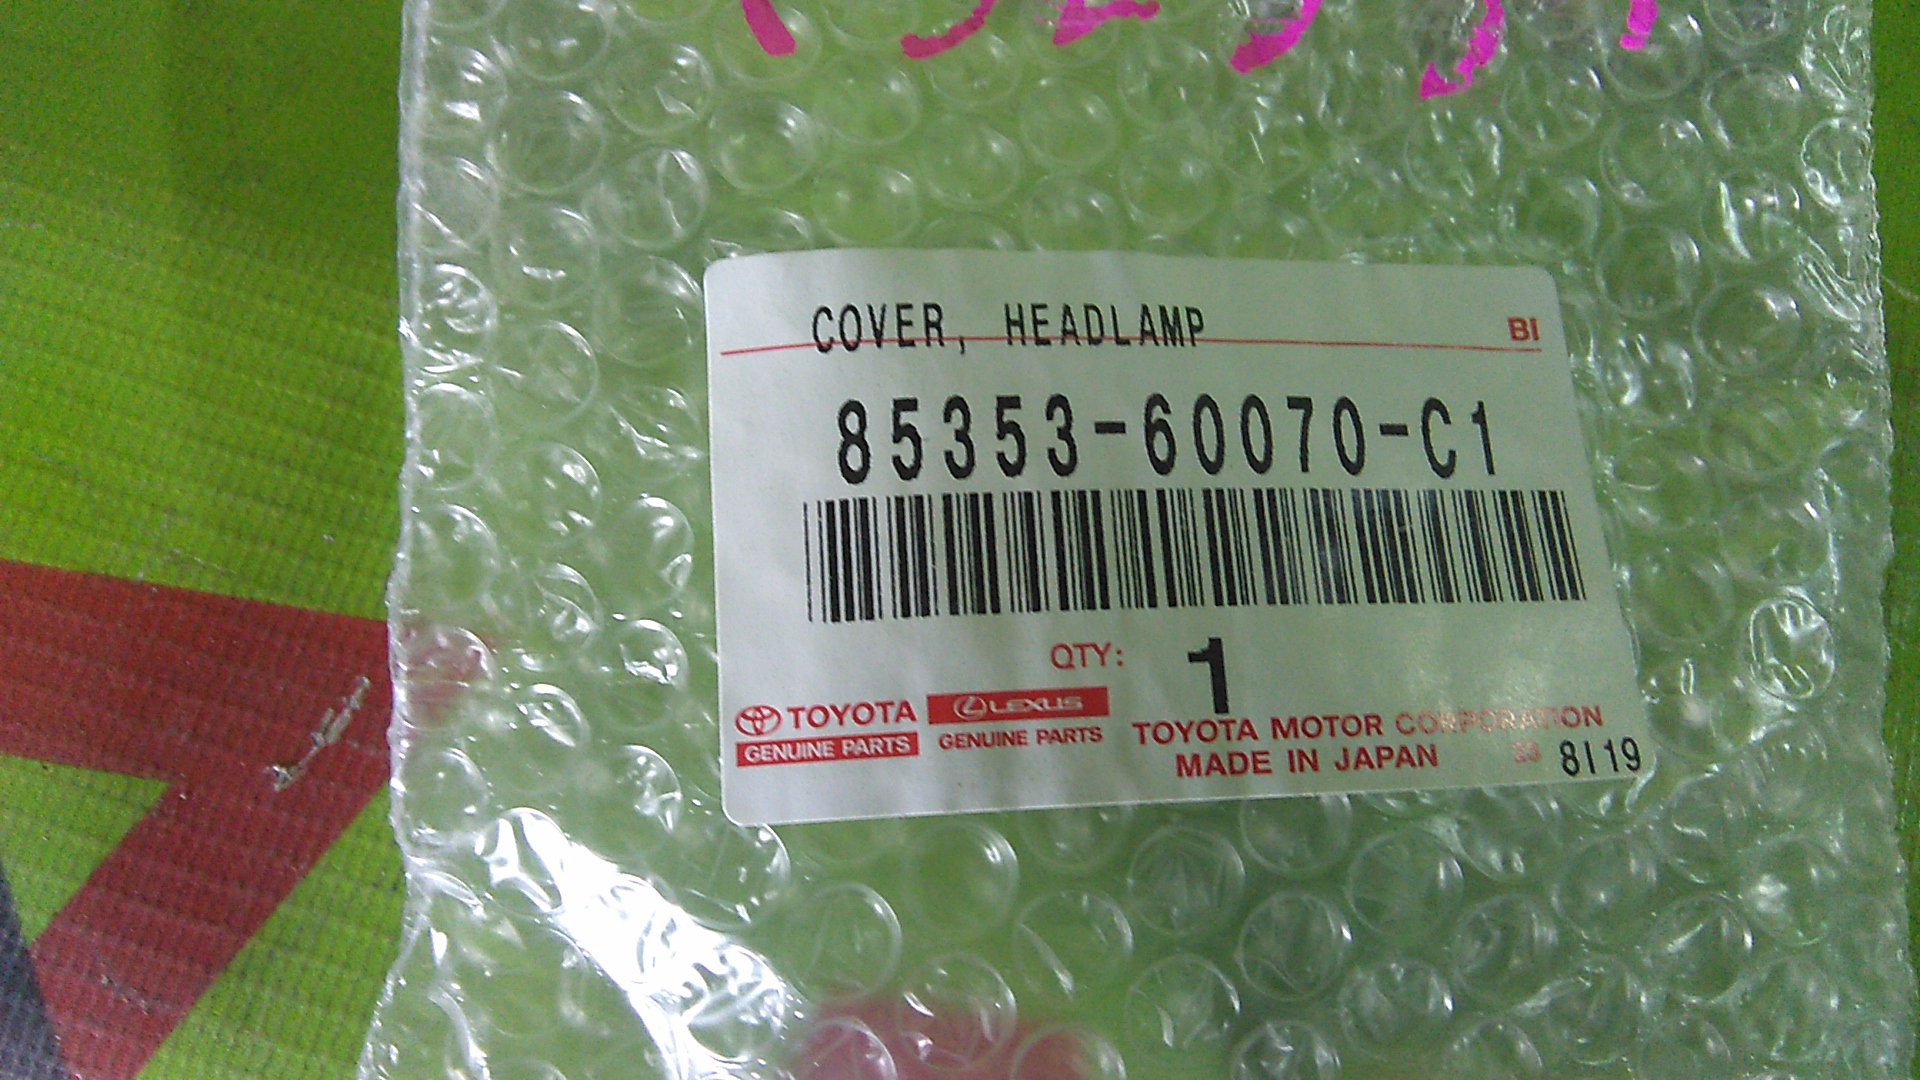 COVER, HEADLAMP
BI
85353-60070-C1
QTY: 1
TOYOTA
GENUINE PARTS
LEXUS
GENUINE PARTS
TOYOTA MOTOR CORPORATION
MADE IN JAPAN
8I19